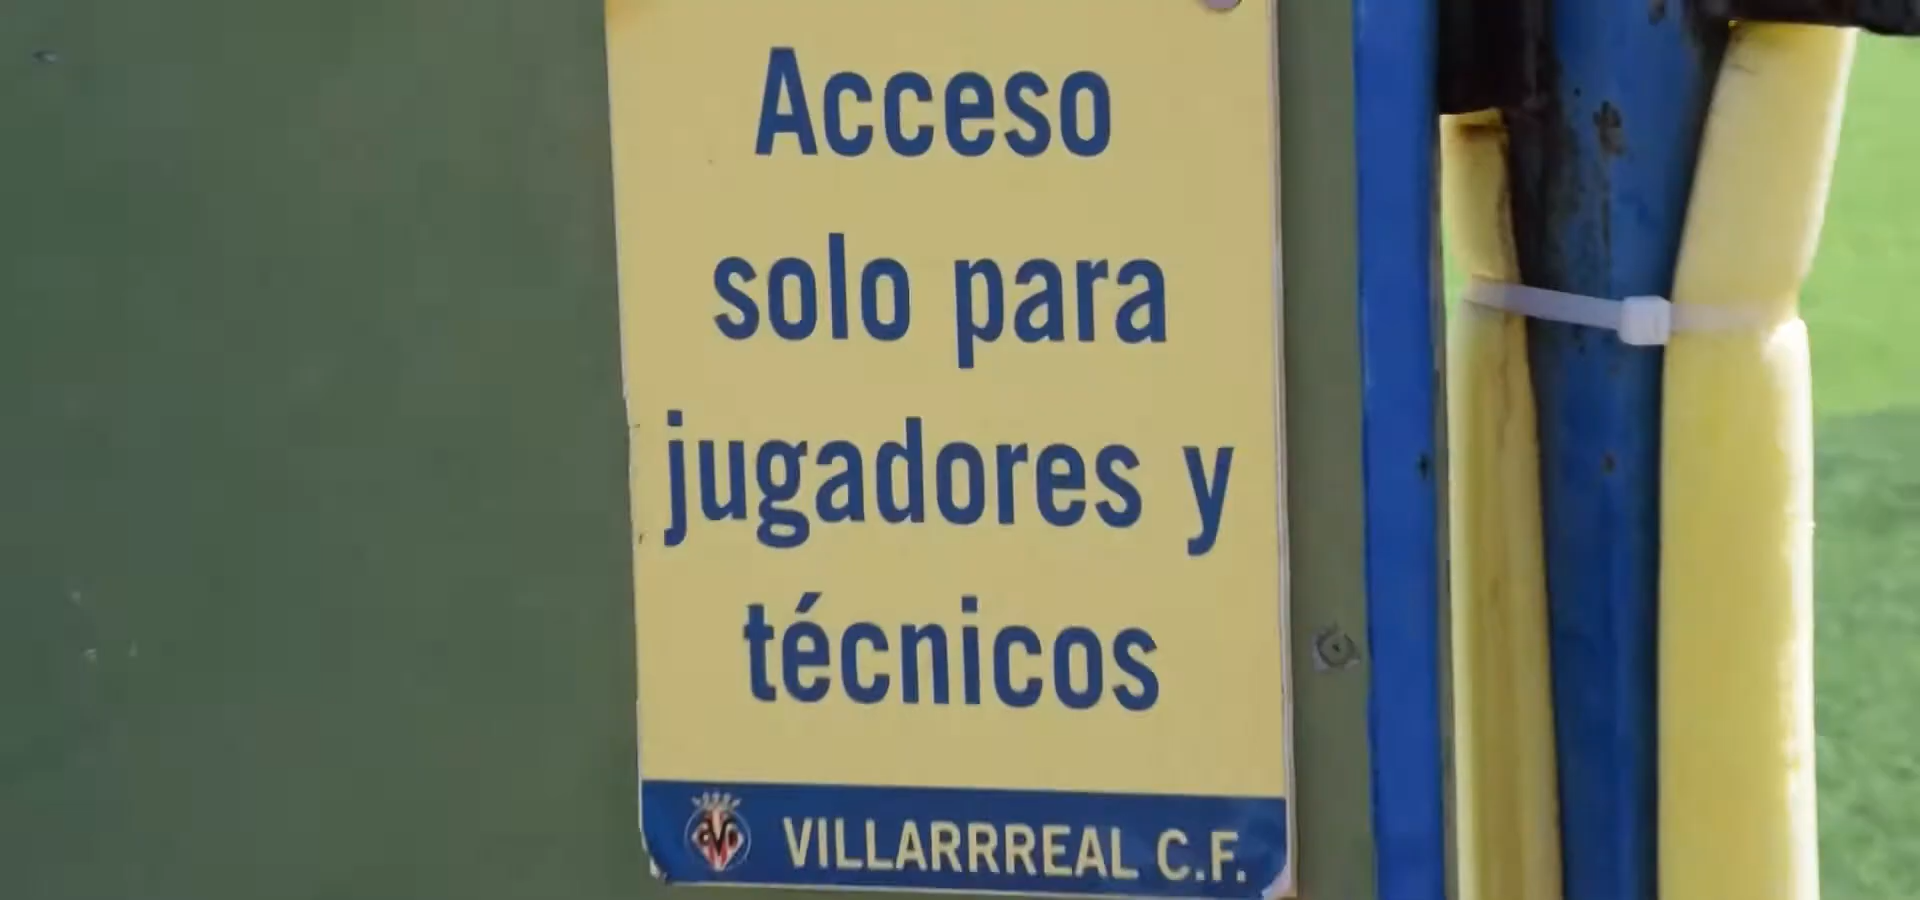 Acceso
solo para
jugadores y
técnicos
VILLARRREAL C.F.